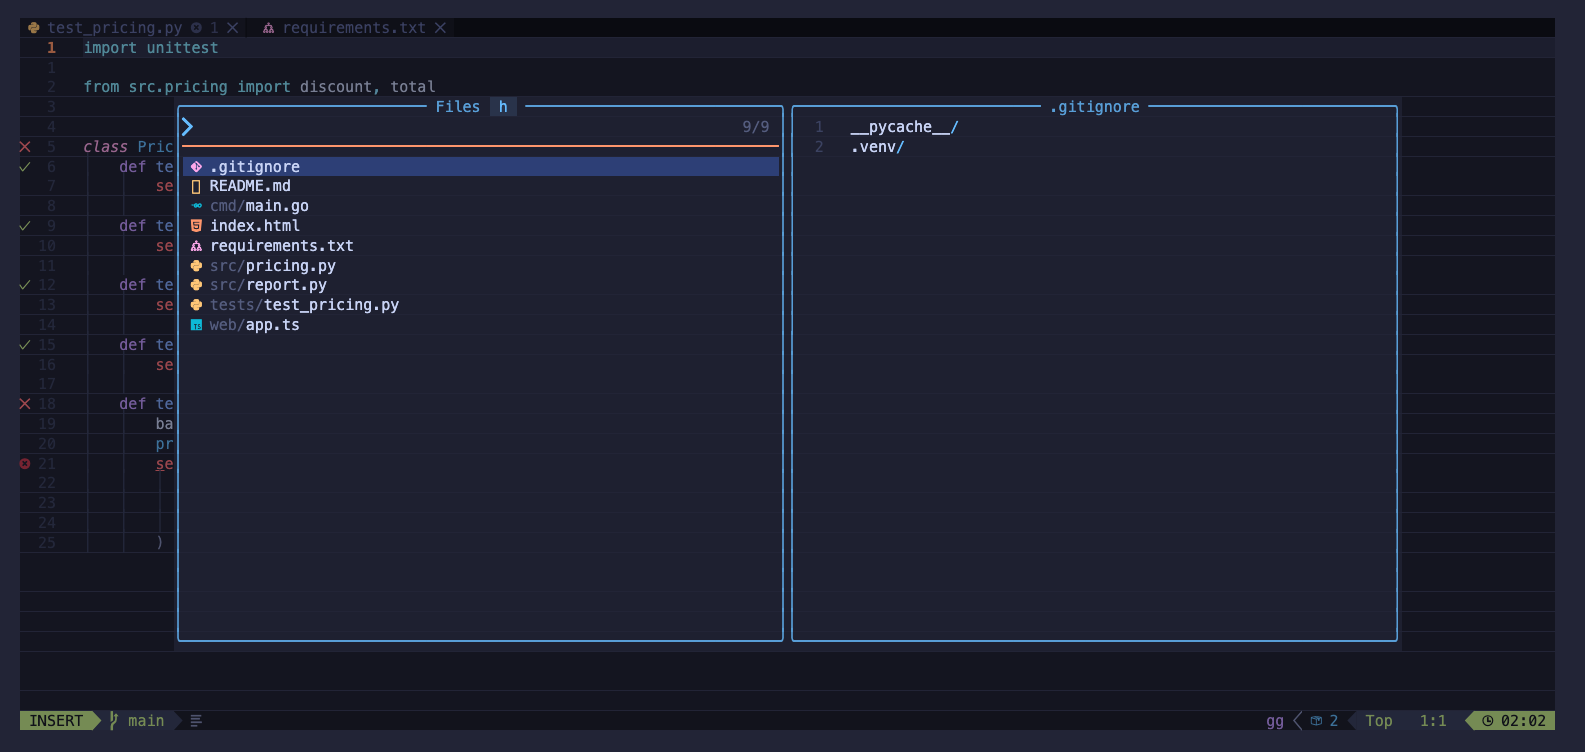 test_pricing.py 1 requirements.txt
1 import unittest
1
2 from src.pricing import discount, total
3
4
5 class Pric
6 def te
7 se
8
9 def te
10 se
11
12 def te
13 se
14
15 def te
16 se
17
18 def te
19 ba
20 pr
21 se
22
23
24
25 )
Files h
> 9/9
.gitignore
README.md
cmd/main.go
index.html
requirements.txt
src/pricing.py
src/report.py
tests/test_pricing.py
web/app.ts
.gitignore
1 __pycache__/
2 .venv/
INSERT main gg 2 Top 1:1 02:02